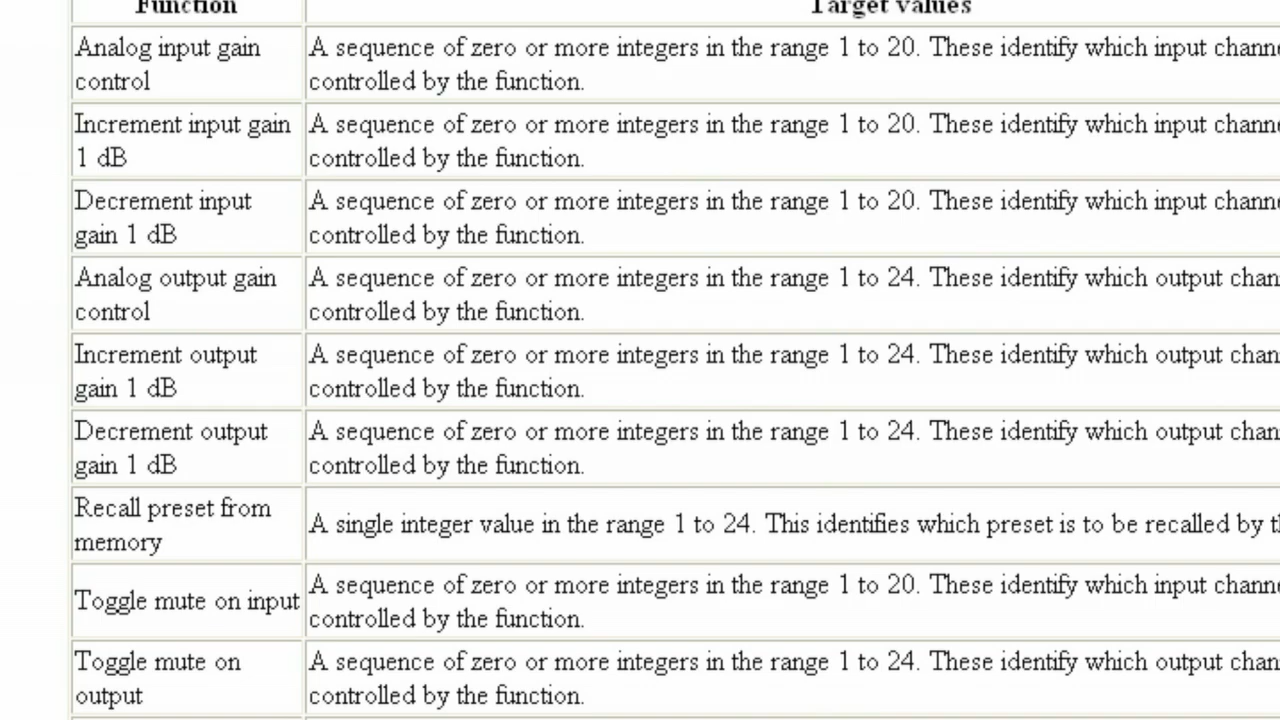 Function
Target values
Analog input gain
control
A sequence of zero or more integers in the range 1 to 20. These identify which input
controlled by the function.
Increment input gain
1 dB
A sequence of zero or more integers in the range 1 to 20. These identify which input
controlled by the function.
Decrement input
gain 1 dB
A sequence of zero or more integers in the range 1 to 20. These identify which input
controlled by the function.
Analog output gain
control
A sequence of zero or more integers in the range 1 to 24. These identify which output
controlled by the function.
Increment output
gain 1 dB
A sequence of zero or more integers in the range 1 to 24. These identify which output
controlled by the function.
Decrement output
gain 1 dB
A sequence of zero or more integers in the range 1 to 24. These identify which output
controlled by the function.
Recall preset from
memory
A single integer value in the range 1 to 24. This identifies which preset is to be recalled by
Toggle mute on input
A sequence of zero or more integers in the range 1 to 20. These identify which input
controlled by the function.
Toggle mute on
output
A sequence of zero or more integers in the range 1 to 24. These identify which output
controlled by the function.